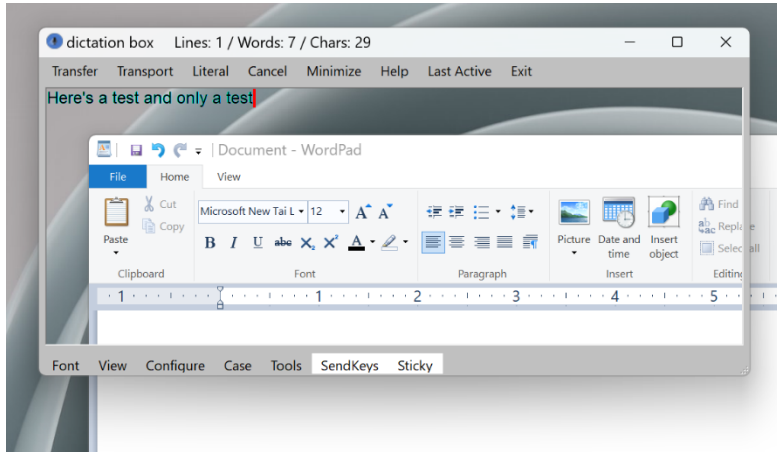 dictation box Lines: 1 / Words: 7 / Chars: 29
Transfer Transport Literal Cancel Minimize Help Last Active Exit
Here's a test and only a test
Document - WordPad
File Home View
Cut
Copy
Paste
Microsoft New Tai L 12 A A
B I U abc X₂ X² A
Picture Date and time Insert object
Find
Replace
Select all
Clipboard Font Paragraph Insert Editing
1 1 2 3 4 5
Font View Configure Case Tools SendKeys Sticky